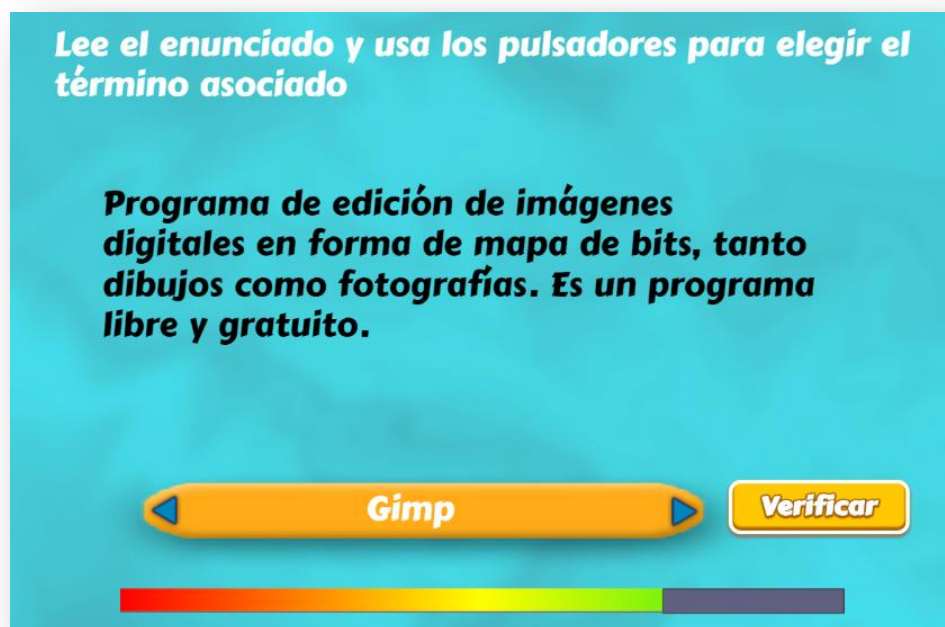 Lee el enunciado y usa los pulsadores para elegir el
término asociado
Programa de edición de imágenes
digitales en forma de mapa de bits, tanto
dibujos como fotografías. Es un programa
libre y gratuito.
Gimp
Verificar